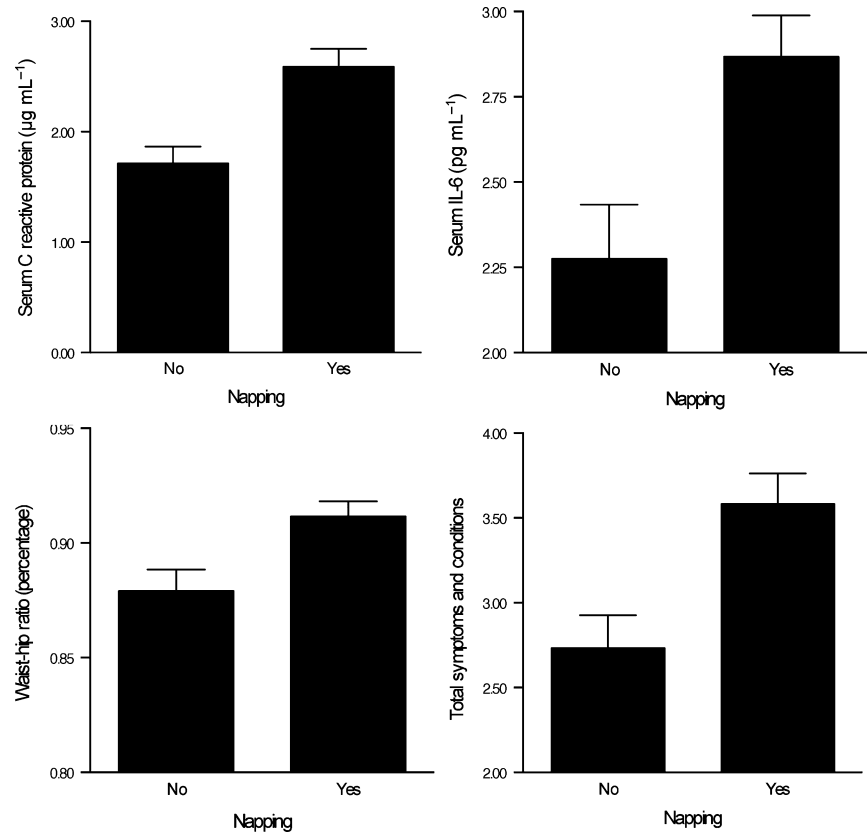 Serum C reactive protein (µg mL⁻¹)
3.00
2.00
1.00
0.00
No
Yes
Napping
Serum IL-6 (pg mL⁻¹)
3.00
2.75
2.50
2.25
2.00
No
Yes
Napping
Waist-hip ratio (percentage)
0.95
0.90
0.85
0.80
No
Yes
Napping
Total symptoms and conditions
4.00
3.50
3.00
2.50
2.00
No
Yes
Napping